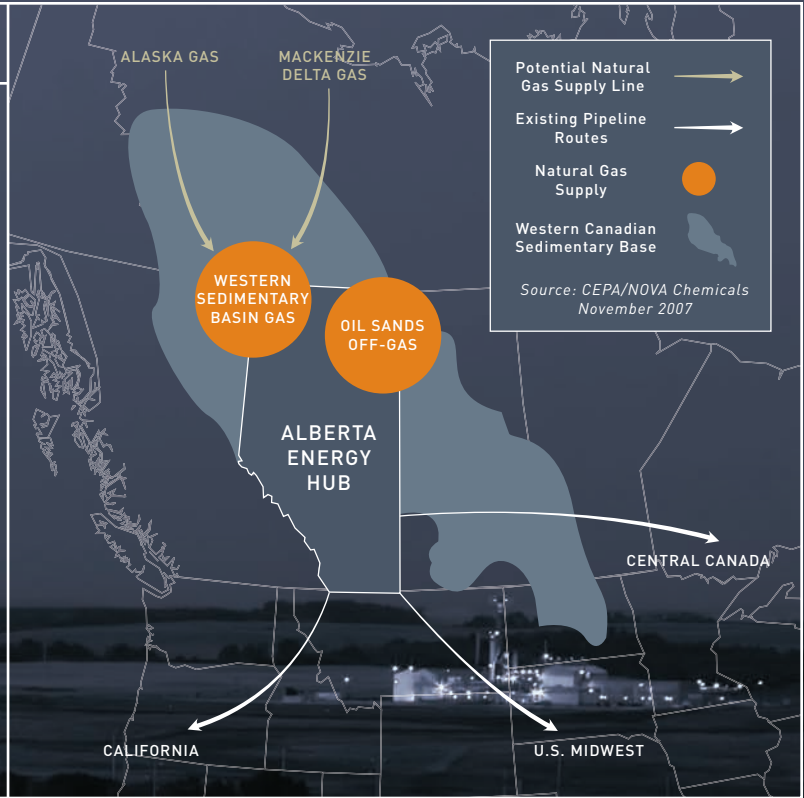 ALASKA GAS
MACKENZIE
DELTA GAS
Potential Natural
Gas Supply Line
Existing Pipeline
Routes
Natural Gas
Supply
Western Canadian
Sedimentary Base
Source: CEPA/NOVA Chemicals
November 2007
WESTERN
SEDIMENTARY
BASIN GAS
OIL SANDS
OFF-GAS
ALBERTA
ENERGY
HUB
CENTRAL CANADA
CALIFORNIA
U.S. MIDWEST